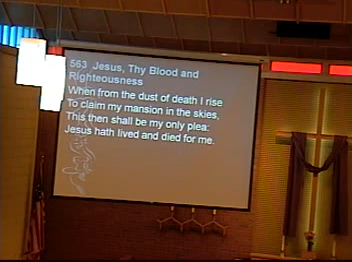 563 Jesus, Thy Blood and
Righteousness
When from the dust of death I rise
To claim my mansion in the skies,
This then shall be my only plea:
Jesus hath lived and died for me.